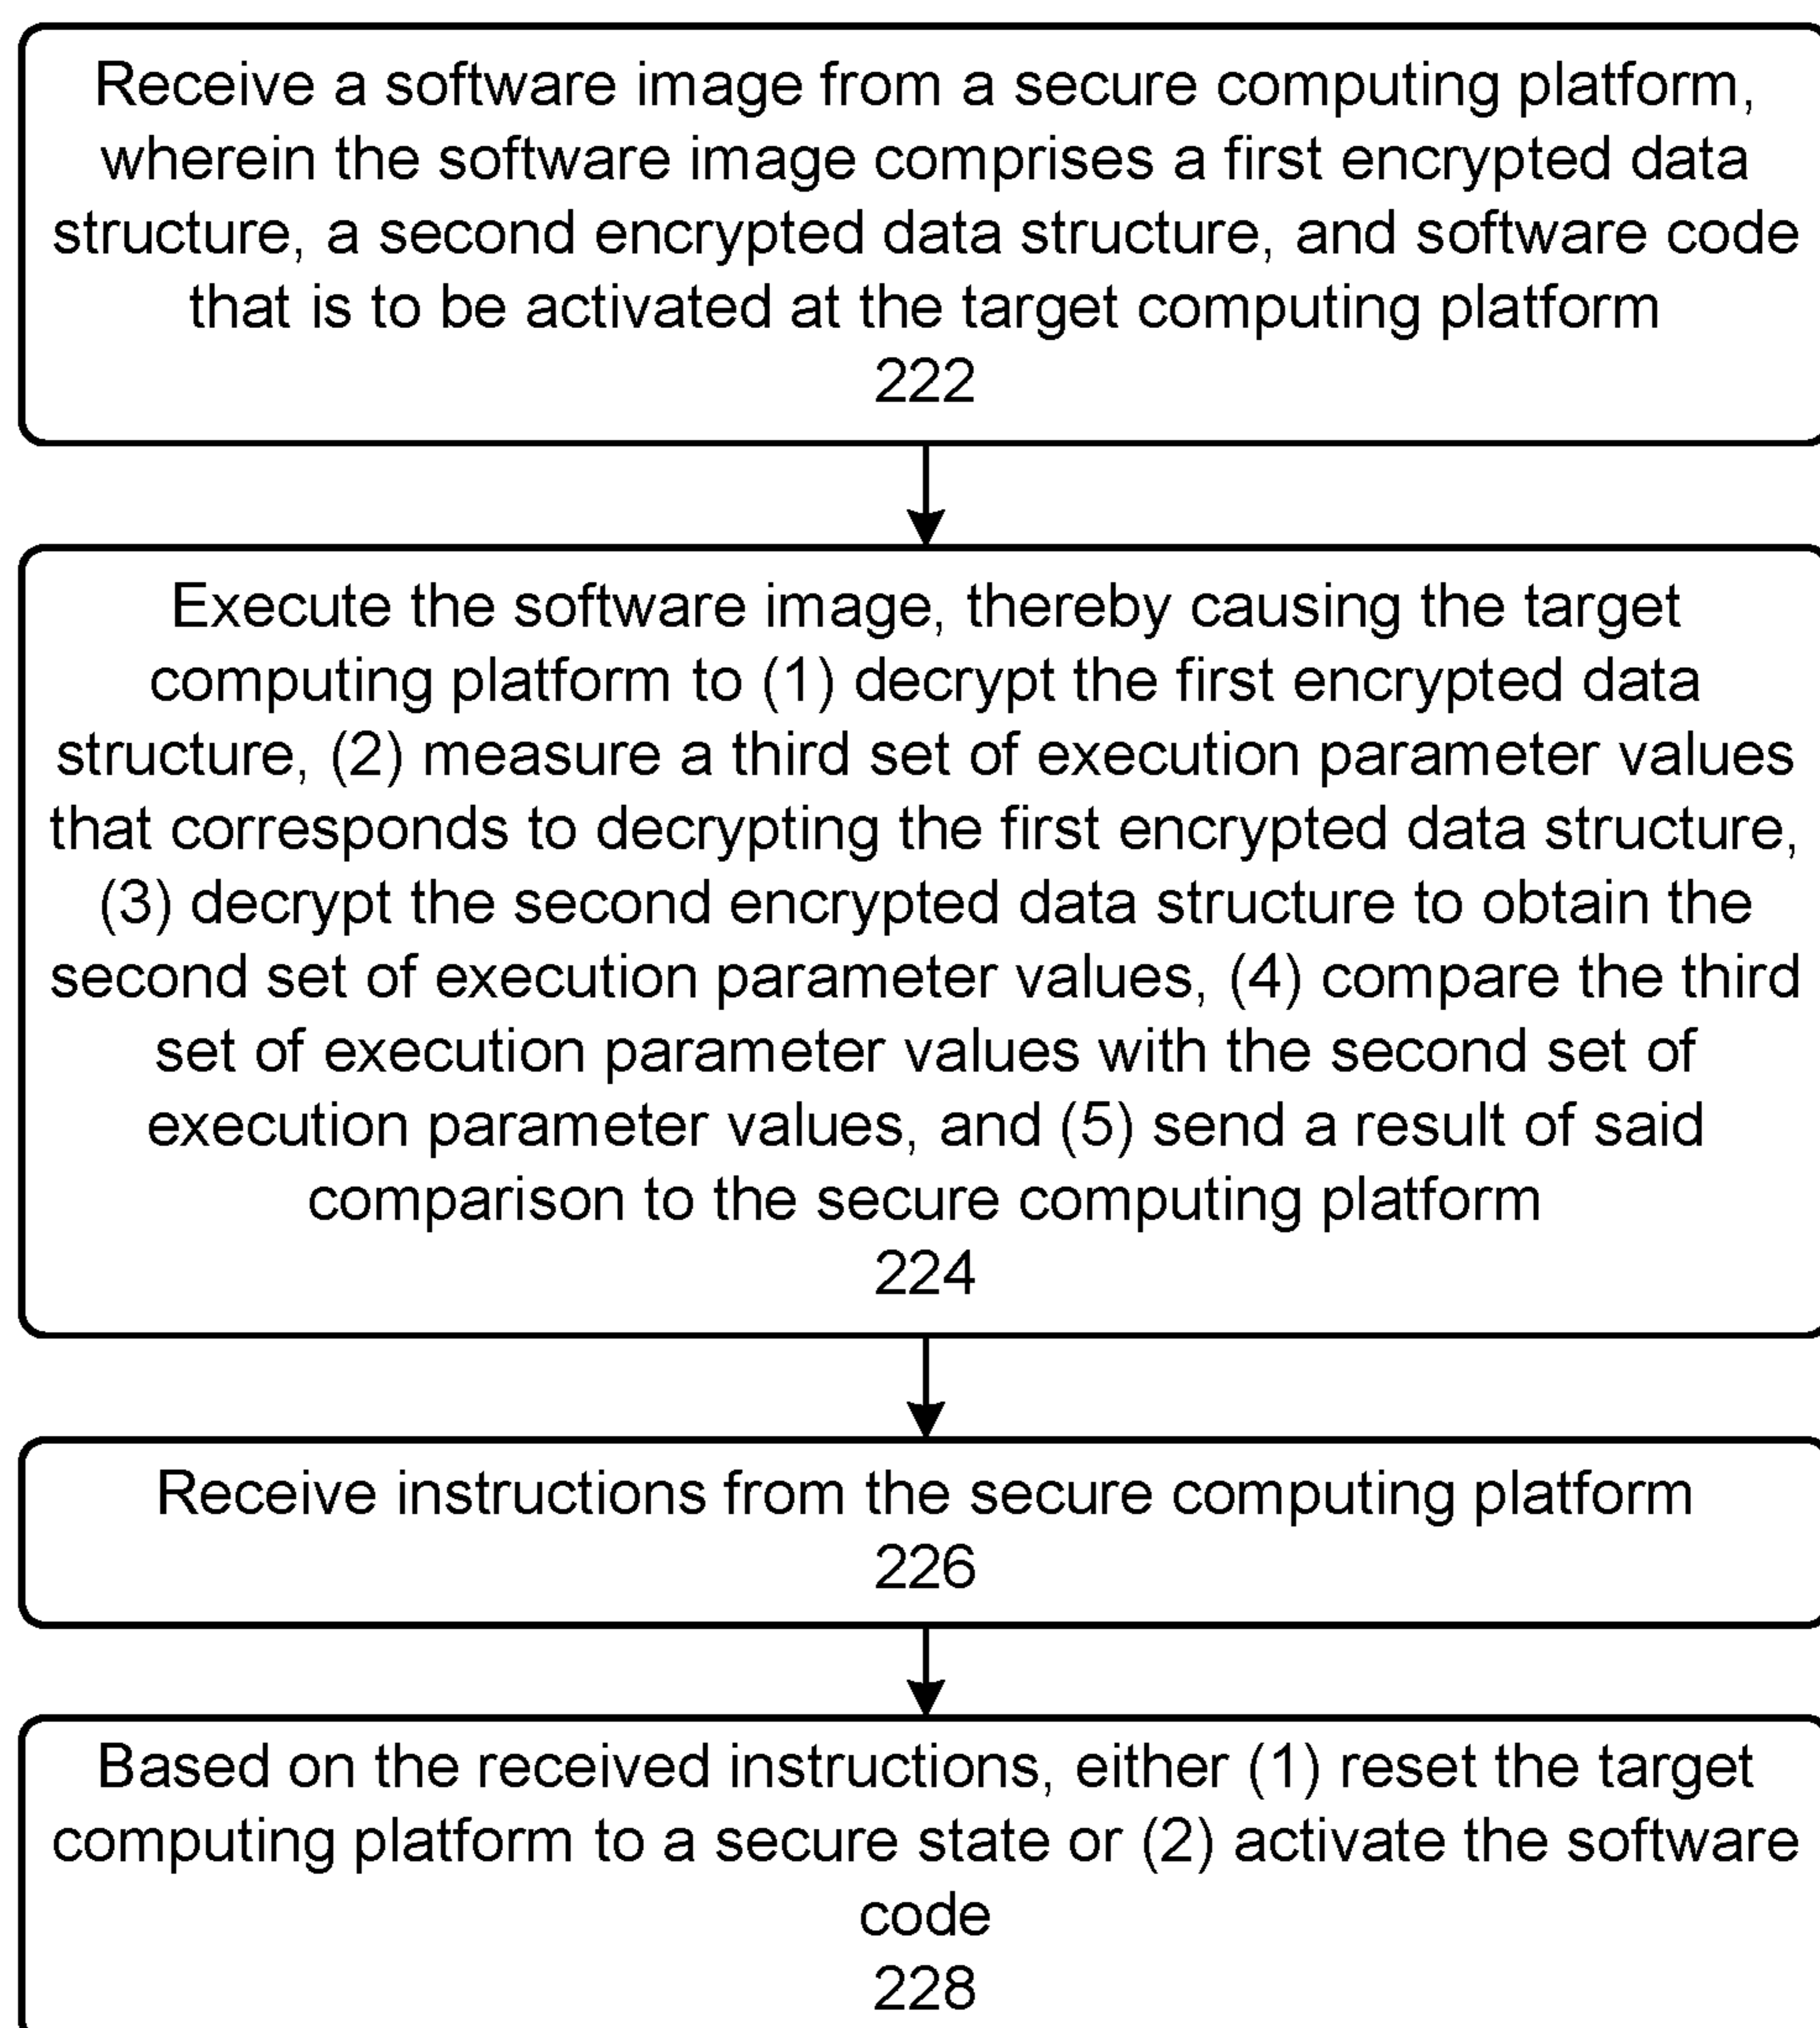 Receive a software image from a secure computing platform,
wherein the software image comprises a first encrypted data
structure, a second encrypted data structure, and software code
that is to be activated at the target computing platform
222
Execute the software image, thereby causing the target
computing platform to (1) decrypt the first encrypted data
structure, (2) measure a third set of execution parameter values
that corresponds to decrypting the first encrypted data structure,
(3) decrypt the second encrypted data structure to obtain the
second set of execution parameter values, (4) compare the third
set of execution parameter values with the second set of
execution parameter values, and (5) send a result of said
comparison to the secure computing platform
224
Receive instructions from the secure computing platform
226
Based on the received instructions, either (1) reset the target
computing platform to a secure state or (2) activate the software
code
228